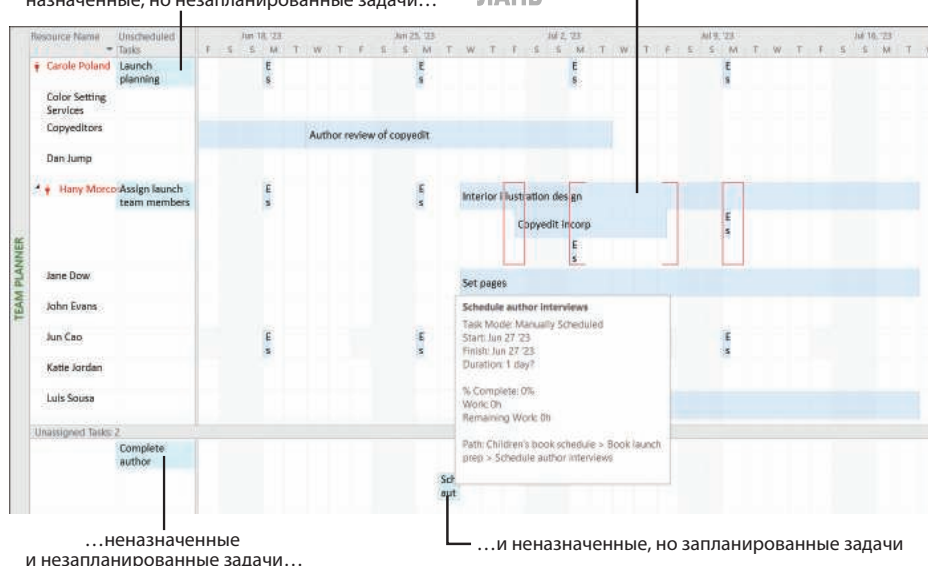 назначенные, но незапланированные задачи…
ЛАНЬ
Resource Name Unscheduled Tasks Jun 18, '23 Jun 25, '23 Jul 2, '23 Jul 9, '23 Jul 16, '23
F S S M T W T F S S M T W T F S S M T W T F S S M T W T F S S M T
Carole Poland Launch planning E s E s E s E s
Color Setting Services
Copyeditors Author review of copyedit
Dan Jump
Hany Morco Assign launch team members E s E s Interior Illustration design
Copyedit incorp E s
E s
Jane Dow Set pages
John Evans
Jun Cao E s E s E s
Katie Jordan
Luis Sousa
TEAM PLANNER
Schedule author interviews
Task Mode: Manually Scheduled
Start: Jun 27 '23
Finish: Jun 27 '23
Duration: 1 day?
% Complete: 0%
Work: 0h
Remaining Work: 0h
Path: Children's book schedule > Book launch
prep > Schedule author interviews
Unassigned Tasks: 2
Complete
author
Sch
aut
…неназначенные
и незапланированные задачи…
…и неназначенные, но запланированные задачи